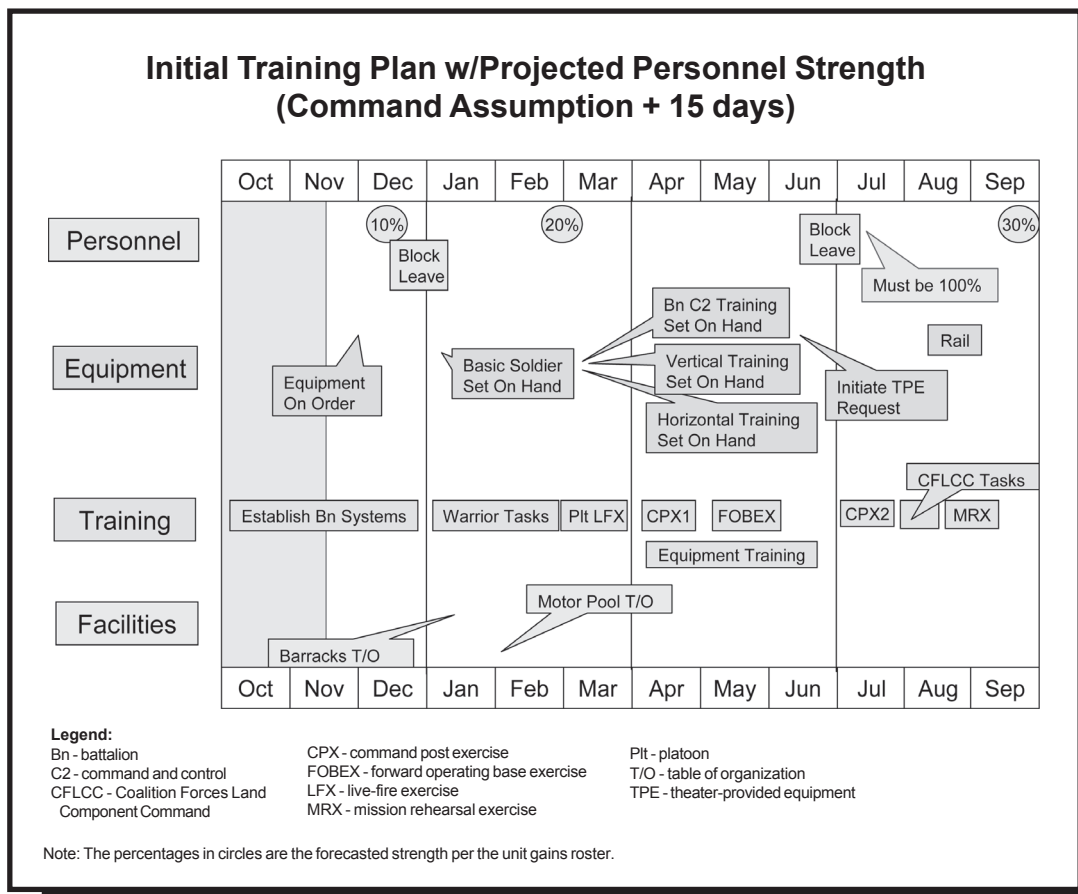 Initial Training Plan w/Projected Personnel Strength
(Command Assumption + 15 days)
Oct Nov Dec Jan Feb Mar Apr May Jun Jul Aug Sep
Personnel
10%
20%
30%
Block
Leave
Block
Leave
Must be 100%
Equipment
Equipment
On Order
Basic Soldier
Set On Hand
Bn C2 Training
Set On Hand
Vertical Training
Set On Hand
Horizontal Training
Set On Hand
Initiate TPE
Request
Rail
Training
Establish Bn Systems
Warrior Tasks
Plt LFX
CPX1
FOBEX
Equipment Training
CPX2
CFLCC Tasks
MRX
Facilities
Barracks T/O
Motor Pool T/O
Oct Nov Dec Jan Feb Mar Apr May Jun Jul Aug Sep
Legend:
Bn - battalion
C2 - command and control
CFLCC - Coalition Forces Land
Component Command
CPX - command post exercise
FOBEX - forward operating base exercise
LFX - live-fire exercise
MRX - mission rehearsal exercise
Plt - platoon
T/O - table of organization
TPE - theater-provided equipment
Note: The percentages in circles are the forecasted strength per the unit gains roster.